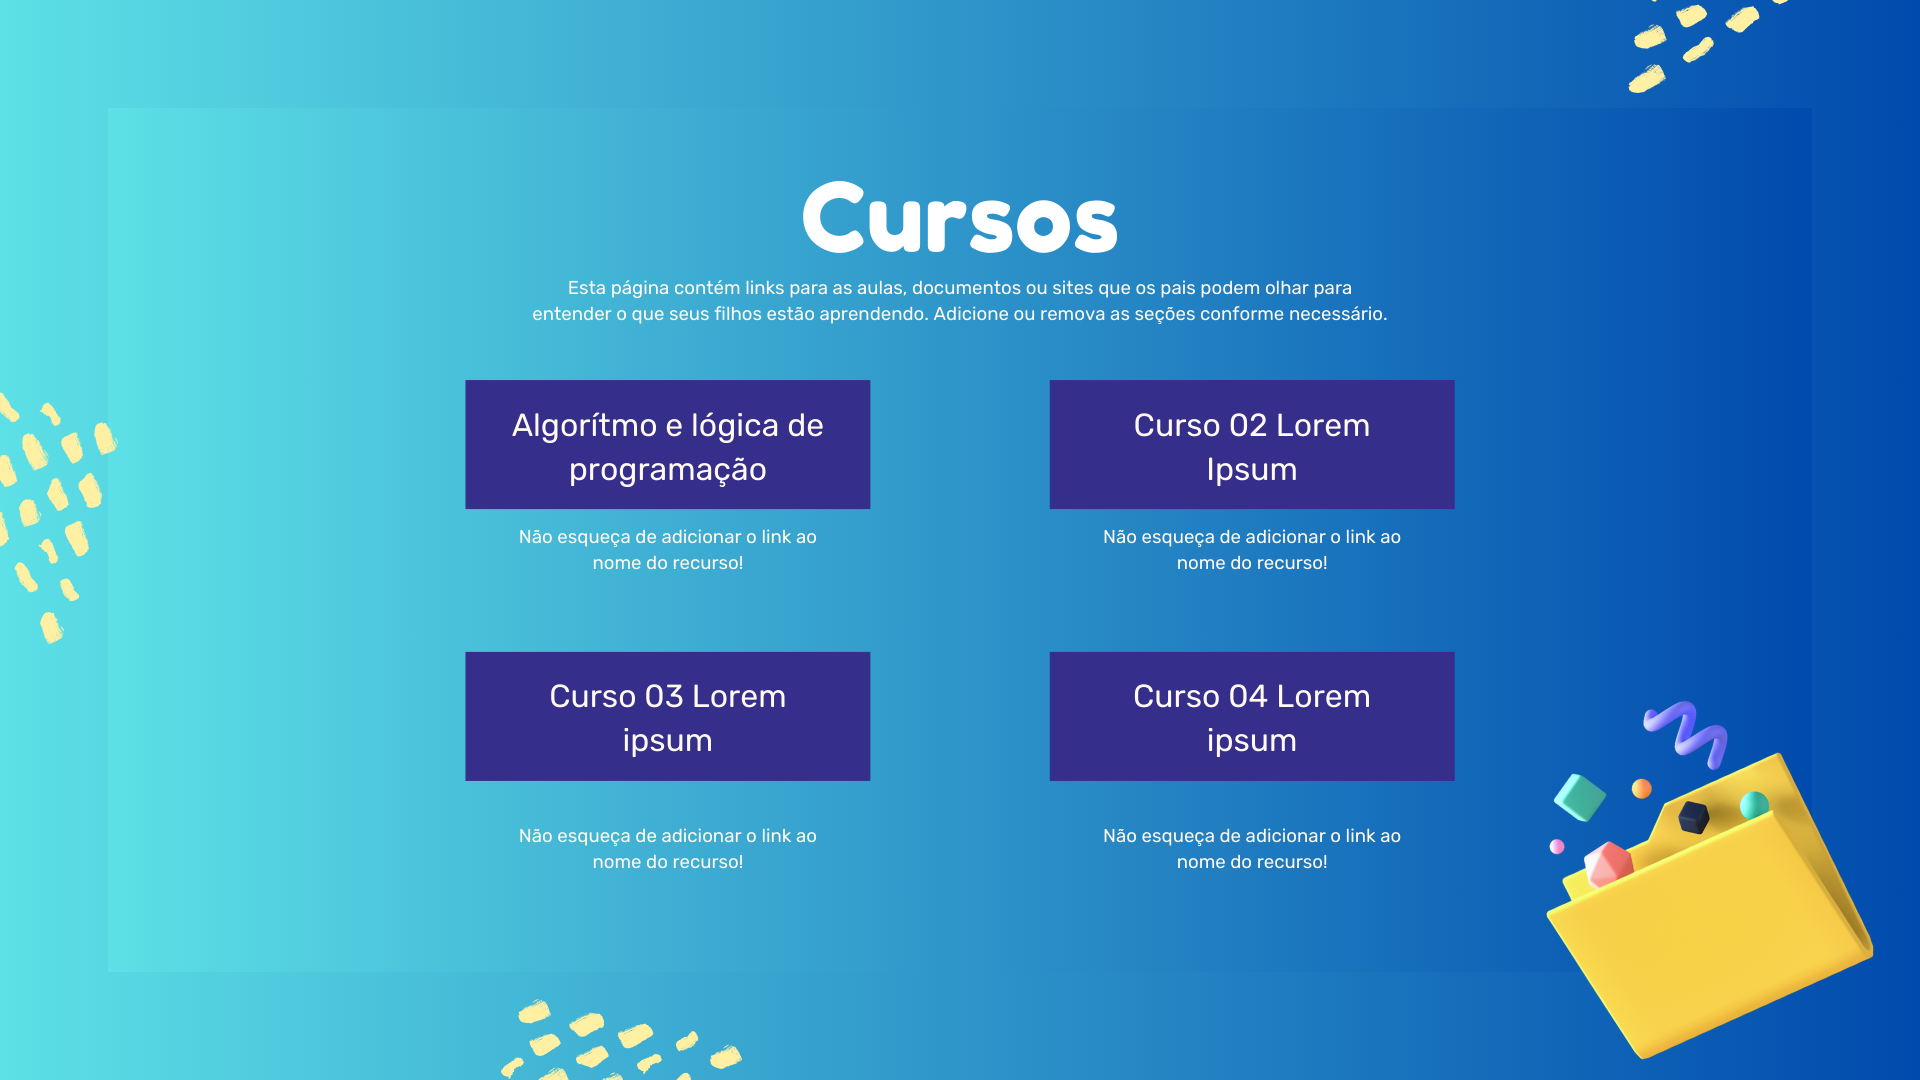 Cursos
Esta página contém links para as aulas, documentos ou sites que os pais podem olhar para
entender o que seus filhos estão aprendendo. Adicione ou remova as seções conforme necessário.
Algorítmo e lógica de
programação
Não esqueça de adicionar o link ao
nome do recurso!
Curso 02 Lorem
Ipsum
Não esqueça de adicionar o link ao
nome do recurso!
Curso 03 Lorem
ipsum
Não esqueça de adicionar o link ao
nome do recurso!
Curso 04 Lorem
ipsum
Não esqueça de adicionar o link ao
nome do recurso!